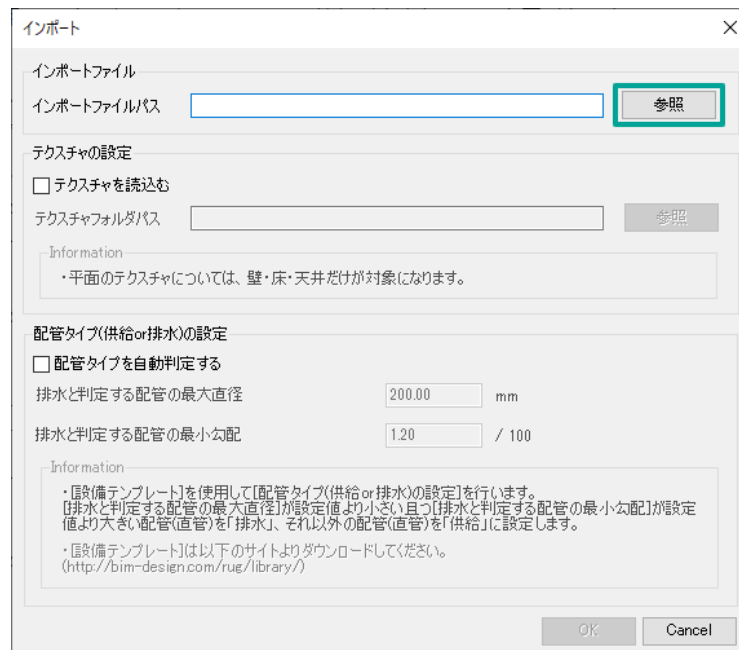 インポート
インポートファイル
インポートファイルパス 参照
テクスチャの設定
テクスチャを読込む
テクスチャフォルダパス 参照
Information
・平面のテクスチャについては、壁・床・天井だけが対象になります。
配管タイプ(供給or排水)の設定
配管タイプを自動判定する
排水と判定する配管の最大直径 200.00 mm
排水と判定する配管の最小勾配 1.20 / 100
Information
・[設備テンプレート]を使用して[配管タイプ(供給or排水)の設定]を行います。
[排水と判定する配管の最大直径]が設定値より小さい且つ[排水と判定する配管の最小勾配]が設定
値より大きい配管(直管)を「排水」、それ以外の配管(直管)を「供給」に設定します。
・[設備テンプレート]は以下のサイトよりダウンロードしてください。
(http://bim-design.com/rug/library/)
OK Cancel